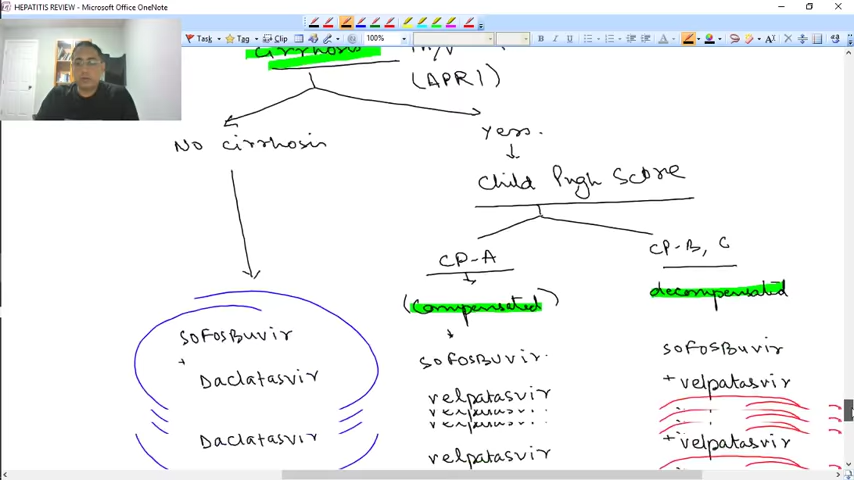 HEPATITIS REVIEW - Microsoft Office OneNote
Task
Tag
Clip
100%
B I U
cirrhosis
(APRI)
No cirrhosis
Yes.
Child Pugh Score
CP-A
CP-B, C
(compensated)
decompensated
SOFOSBUVIR
+
Daclatasvir
Daclatasvir
SOFOSBUVIR.
velpatasvir
velpatasvir
SOFOSBUVIR
+velpatasvir
+velpatasvir